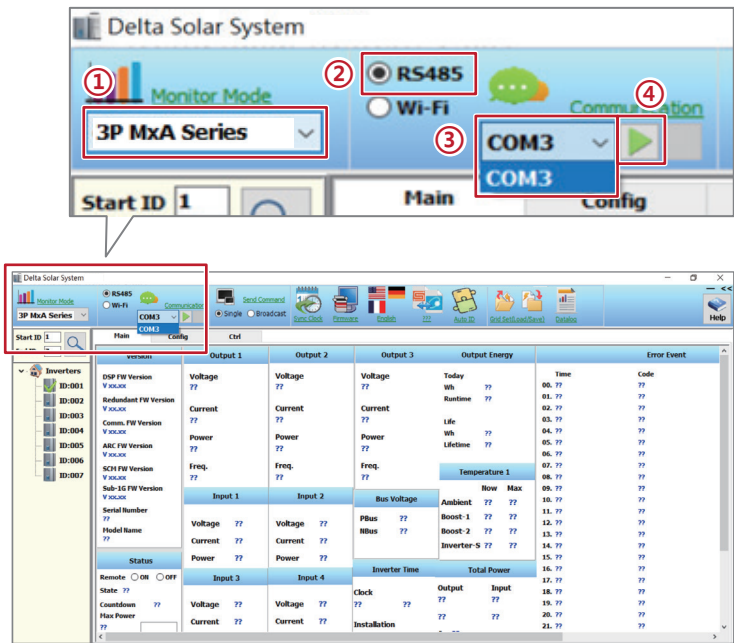 Delta Solar System
① Monitor Mode
3P MxA Series
② RS485
Wi-Fi
Communication ④
③ COM3
COM3
Start ID 1
Main Config
Delta Solar System
Monitor Mode
3P MxA Series
RS485
Wi-Fi
Communication
COM3
COM3
Send Command
Single Broadcast
Sync Clock
Firmware
English
???
Auto ID
Grid Set(Load/Save)
Datalog
<<
Help
Start ID 1
Main Config Ctrl
Inverters
ID:001
ID:002
ID:003
ID:004
ID:005
ID:006
ID:007
Version
DSP FW Version
V xx.xx
Redundant FW Version
V xx.xx
Comm. FW Version
V xx.xx
ARC FW Version
V xx.xx
SCM FW Version
V xx.xx
Sub-1G FW Version
V xx.xx
Serial Number
??
Model Name
??
Status
Remote ON OFF
State ??
Countdown ??
Max Power
??
Output 1
Voltage
??
Current
??
Power
??
Freq.
??
Output 2
Voltage
??
Current
??
Power
??
Freq.
??
Output 3
Voltage
??
Current
??
Power
??
Freq.
??
Input 1
Voltage ??
Current ??
Power ??
Input 2
Voltage ??
Current ??
Power ??
Input 3
Voltage ??
Current ??
Input 4
Voltage ??
Current ??
Bus Voltage
PBus ??
NBus ??
Inverter Time
Clock
?? ??
Installation
Output Energy
Today
Wh ??
Runtime ??
Life
Wh ??
Lifetime ??
Temperature 1
Now Max
Ambient ?? ??
Boost-1 ?? ??
Boost-2 ?? ??
Inverter-S ?? ??
Total Power
Output Input
?? ??
?? ??
Error Event
Time Code
00. ?? ??
01. ?? ??
02. ?? ??
03. ?? ??
04. ?? ??
05. ?? ??
06. ?? ??
07. ?? ??
08. ?? ??
09. ?? ??
10. ?? ??
11. ?? ??
12. ?? ??
13. ?? ??
14. ?? ??
15. ?? ??
16. ?? ??
17. ?? ??
18. ?? ??
19. ?? ??
20. ?? ??
21. ?? ??